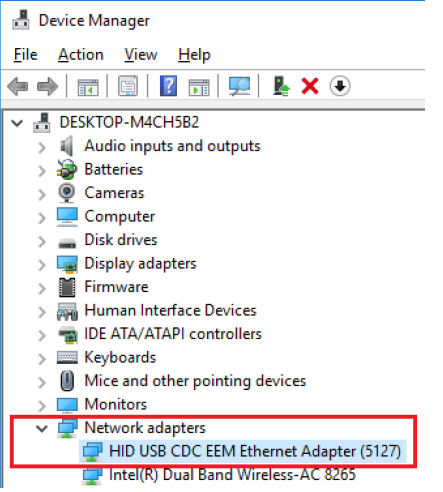 Device Manager
File Action View Help
DESKTOP-M4CH5B2
Audio inputs and outputs
Batteries
Cameras
Computer
Disk drives
Display adapters
Firmware
Human Interface Devices
IDE ATA/ATAPI controllers
Keyboards
Mice and other pointing devices
Monitors
Network adapters
HID USB CDC EEM Ethernet Adapter (5127)
Intel(R) Dual Band Wireless-AC 8265